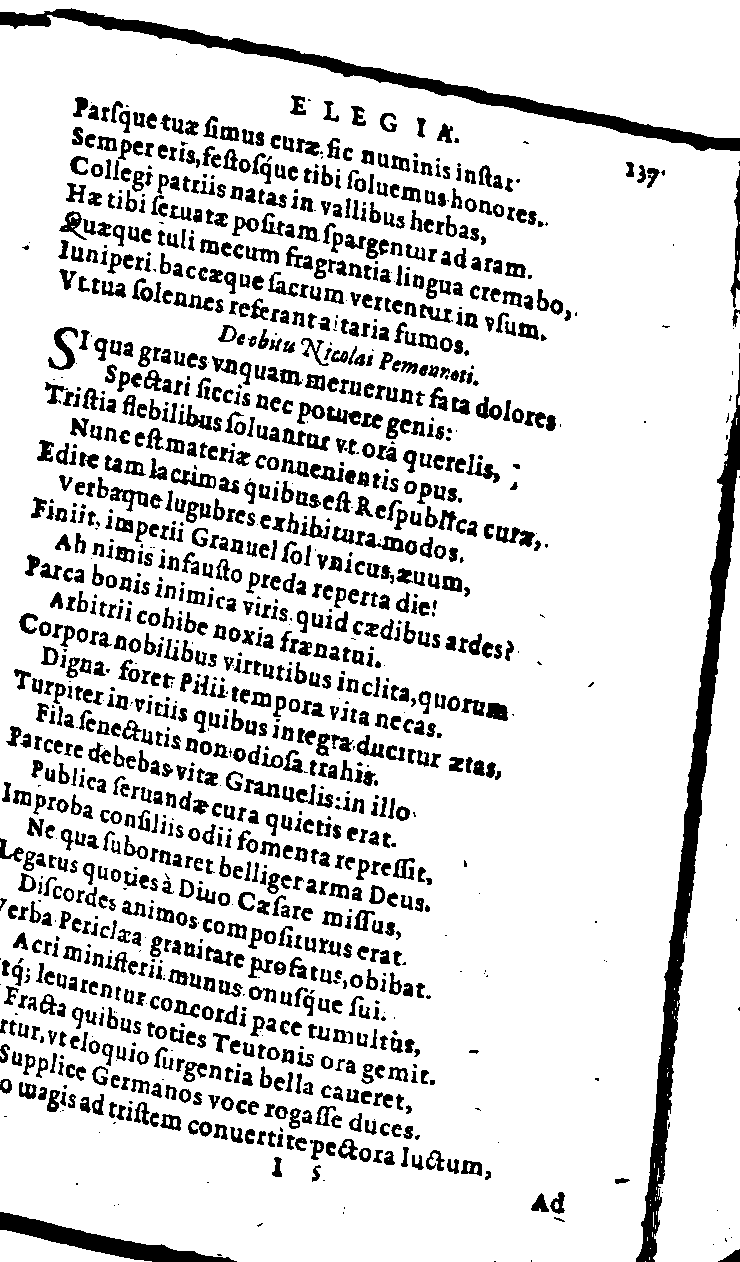 ELEGIÆ. 137.
Parſque tuæ ſimus curæ, ſic numinis inſtar
Semper eris, feſtoſq́ue tibi ſoluemus honores.
Collegi patriis natas in vallibus herbas,
Hæ tibi ſeruatæ poſitam ſpargentur ad aram.
Quæque tuli mecum fragrantia lingua cremabo,
Iuniperi baccæque ſacrum vertentur in vſum.
Vt tua ſolennes referant altaria fumos.
De obitu Nicolai Pernennoti.
SI qua graues vnquam meruerunt fata dolores
Spectari ſiccis nec potuere genis:
Triſtia flebilibus ſoluantur vt ora querelis,
Nunc eſt materiæ conuenientis opus.
Edite tam lacrimas quibus eſt Reſpublica curæ,
Verbaque lugubres exhibitura modos.
Finiit, imperii Granuel ſol vnicus, æuum,
Ah nimis infauſto preda reperta die!
Parca bonis inimica viris quid cædibus ardes?
Arbitrii cohibe noxia fræna tui.
Corpora nobilibus virtutibus inclita, quorum
Digna foret Pilii tempora vita necas.
Turpiter in vitiis quibus integra ducitur ætas,
Fila ſenectutis non odioſa trahis.
Parcere debebas vitæ Granuelis: in illo
Publica ſeruandæ cura quietis erat.
Improba conſiliis odii fomenta repreſſit,
Ne qua ſubornaret belliger arma Deus.
Legatus quoties à Diuo Cæſare miſſus,
Diſcordes animos compoſiturus erat.
Verba Periclæa grauitate profatus, obibat
Acri miniſterii munus onuſq́ue ſui.
tq́; leuarentur concordi pace tumultùs,
Fracta quibus toties Teutonis ora gemit.
rtur, vt eloquio ſurgentia bella caueret,
Supplice Germanos voce rogaſſe duces.
o magis ad triſtem conuertite pectora luctum,
I 5 Ad